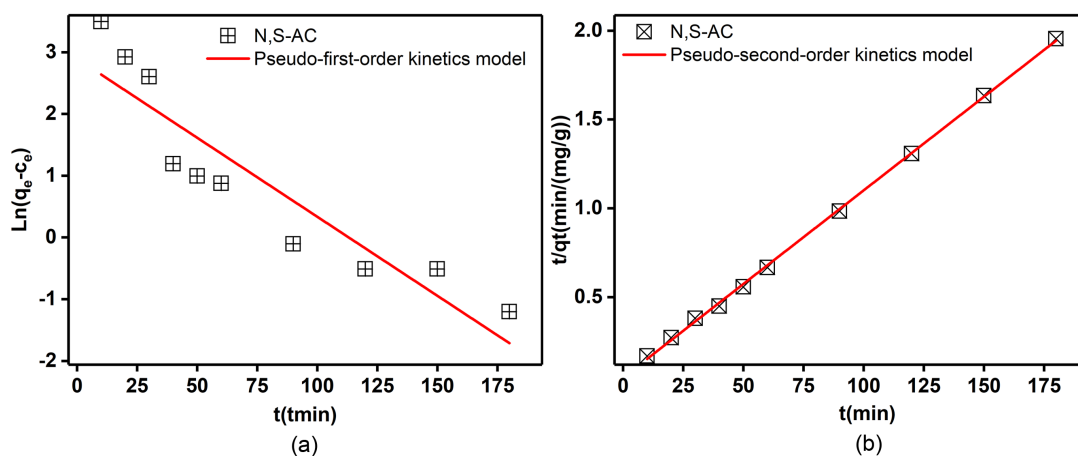 N,S-AC
Pseudo-first-order kinetics model
Ln(qe-ce)
3
2
1
0
-1
-2
0 25 50 75 100 125 150 175
t(tmin)
(a)
N,S-AC
Pseudo-second-order kinetics model
t/qt(min/(mg/g))
2.0
1.5
1.0
0.5
0 25 50 75 100 125 150 175
t(min)
(b)